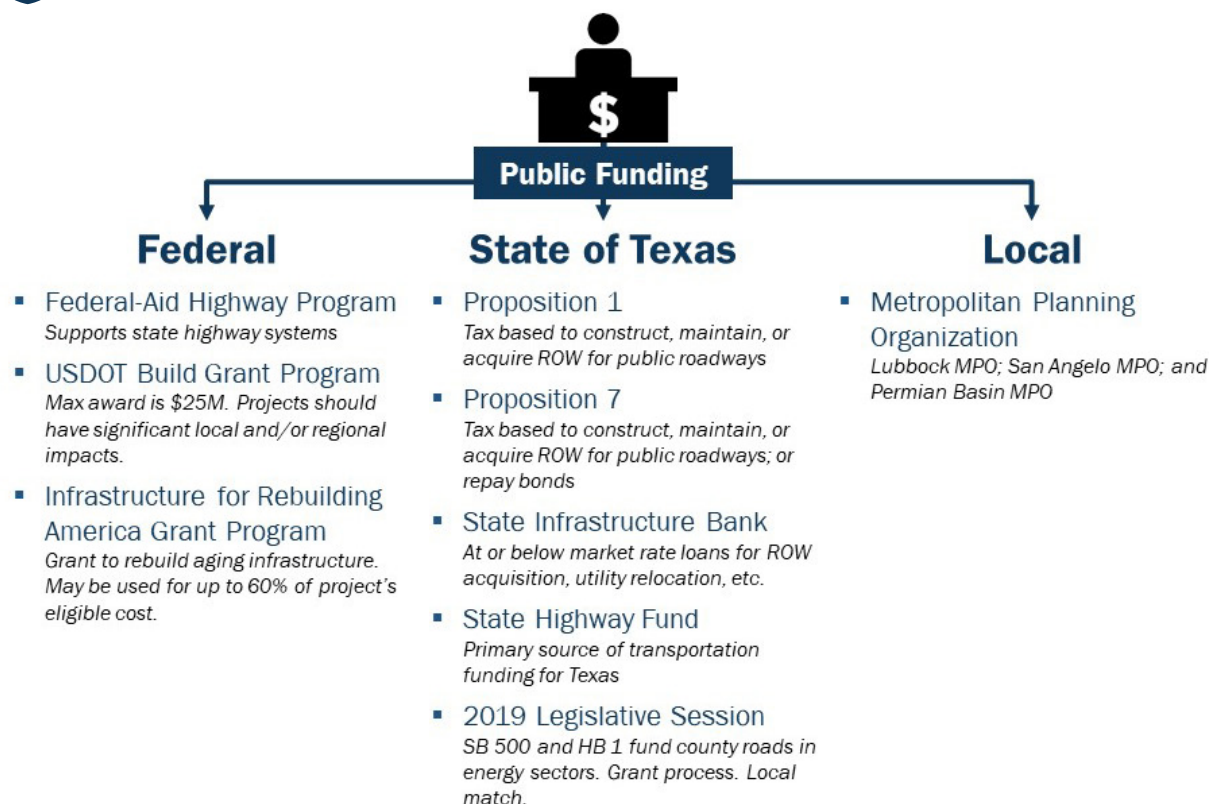 $
Public Funding
Federal
▪ Federal-Aid Highway Program
Supports state highway systems
▪ USDOT Build Grant Program
Max award is $25M. Projects should
have significant local and/or regional
impacts.
▪ Infrastructure for Rebuilding
America Grant Program
Grant to rebuild aging infrastructure.
May be used for up to 60% of project's
eligible cost.
State of Texas
▪ Proposition 1
Tax based to construct, maintain, or
acquire ROW for public roadways
▪ Proposition 7
Tax based to construct, maintain, or
acquire ROW for public roadways; or
repay bonds
▪ State Infrastructure Bank
At or below market rate loans for ROW
acquisition, utility relocation, etc.
▪ State Highway Fund
Primary source of transportation
funding for Texas
▪ 2019 Legislative Session
SB 500 and HB 1 fund county roads in
energy sectors. Grant process. Local
match.
Local
▪ Metropolitan Planning
Organization
Lubbock MPO; San Angelo MPO; and
Permian Basin MPO